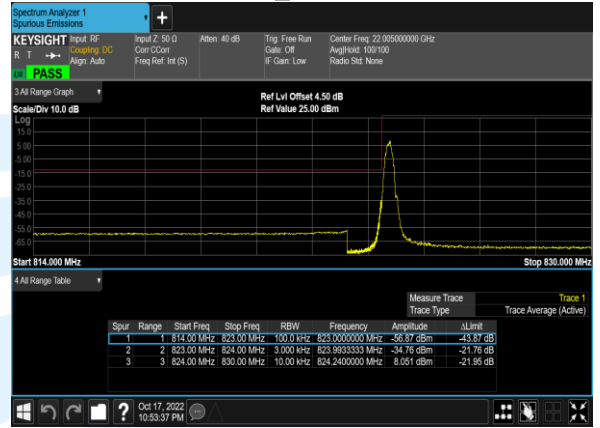 Spectrum Analyzer 1
Spurious Emissions
KEYSIGHT Input: RF Input Z: 50 Ω Atten: 40 dB Trig: Free Run Center Freq: 22.005000000 GHz
R T Coupling: DC Corr CCorr Gate: Off Avg|Hold: 100/100
Align: Auto Freq Ref: Int (S) IF Gain: Low Radio Std: None
PASS
3 All Range Graph
Ref Lvl Offset 4.50 dB
Scale/Div 10.0 dB Ref Value 25.00 dBm
Log
15.0
5.00
-5.00
-15.0
-25.0
-35.0
-45.0
-55.0
-65.0
Start 814.000 MHz Stop 830.000 MHz
4 All Range Table
Measure Trace Trace 1
Trace Type Trace Average (Active)
Spur Range Start Freq Stop Freq RBW Frequency Amplitude ΔLimit
1 1 814.00 MHz 823.00 MHz 100.0 kHz 823.0000000 MHz -56.87 dBm -43.87 dB
2 2 823.00 MHz 824.00 MHz 3.000 kHz 823.9933333 MHz -34.76 dBm -21.76 dB
3 3 824.00 MHz 830.00 MHz 10.00 kHz 824.2400000 MHz 8.051 dBm -21.95 dB
? Oct 17, 2022
10:53:37 PM